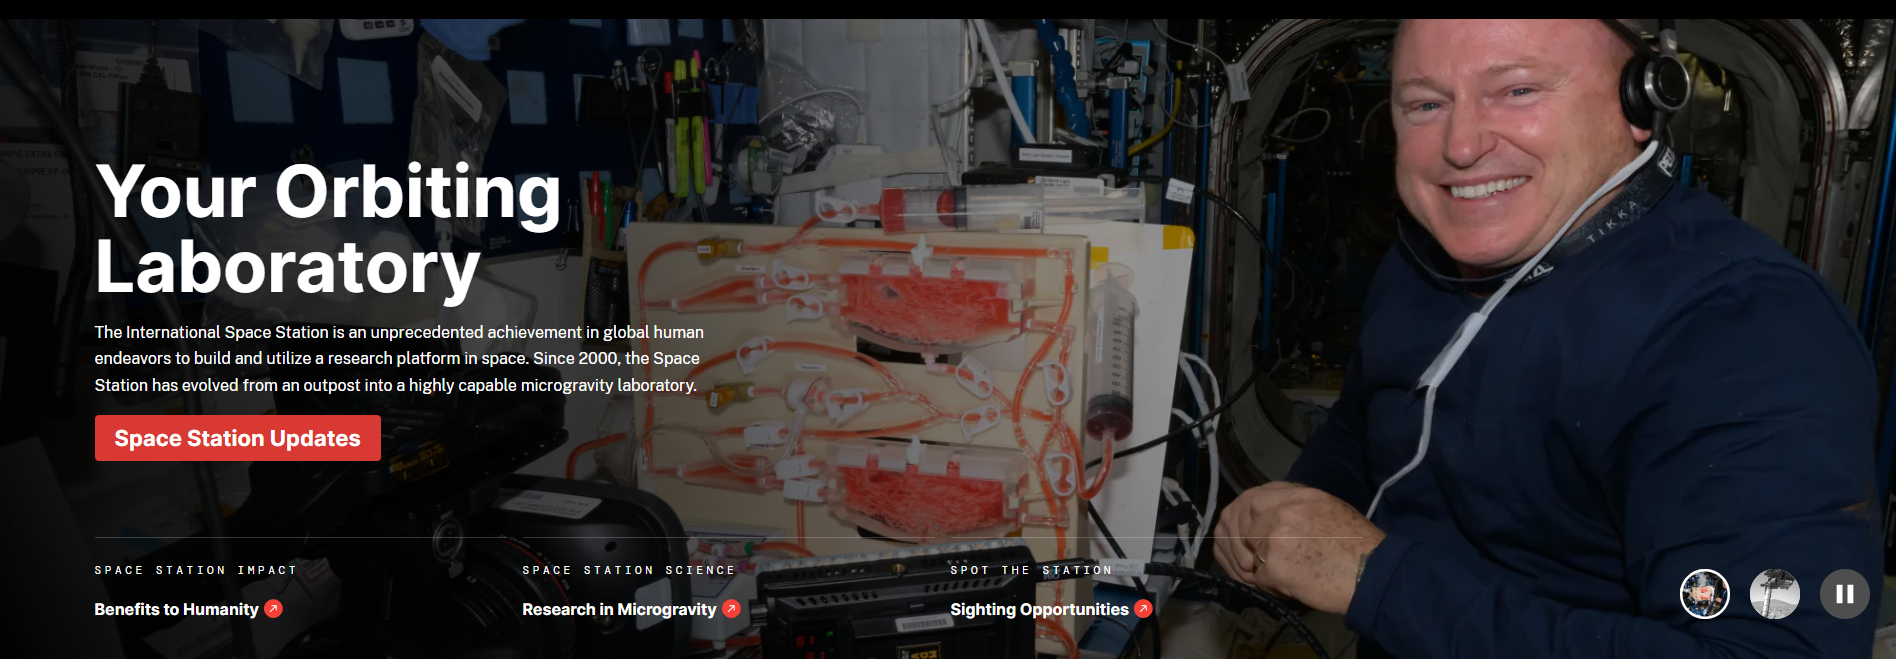 Your Orbiting
Laboratory
The International Space Station is an unprecedented achievement in global human
endeavors to build and utilize a research platform in space. Since 2000, the Space
Station has evolved from an outpost into a highly capable microgravity laboratory.
Space Station Updates
SPACE STATION IMPACT
SPACE STATION SCIENCE
SPOT THE STATION
Benefits to Humanity
Research in Microgravity
Sighting Opportunities
TIKKA